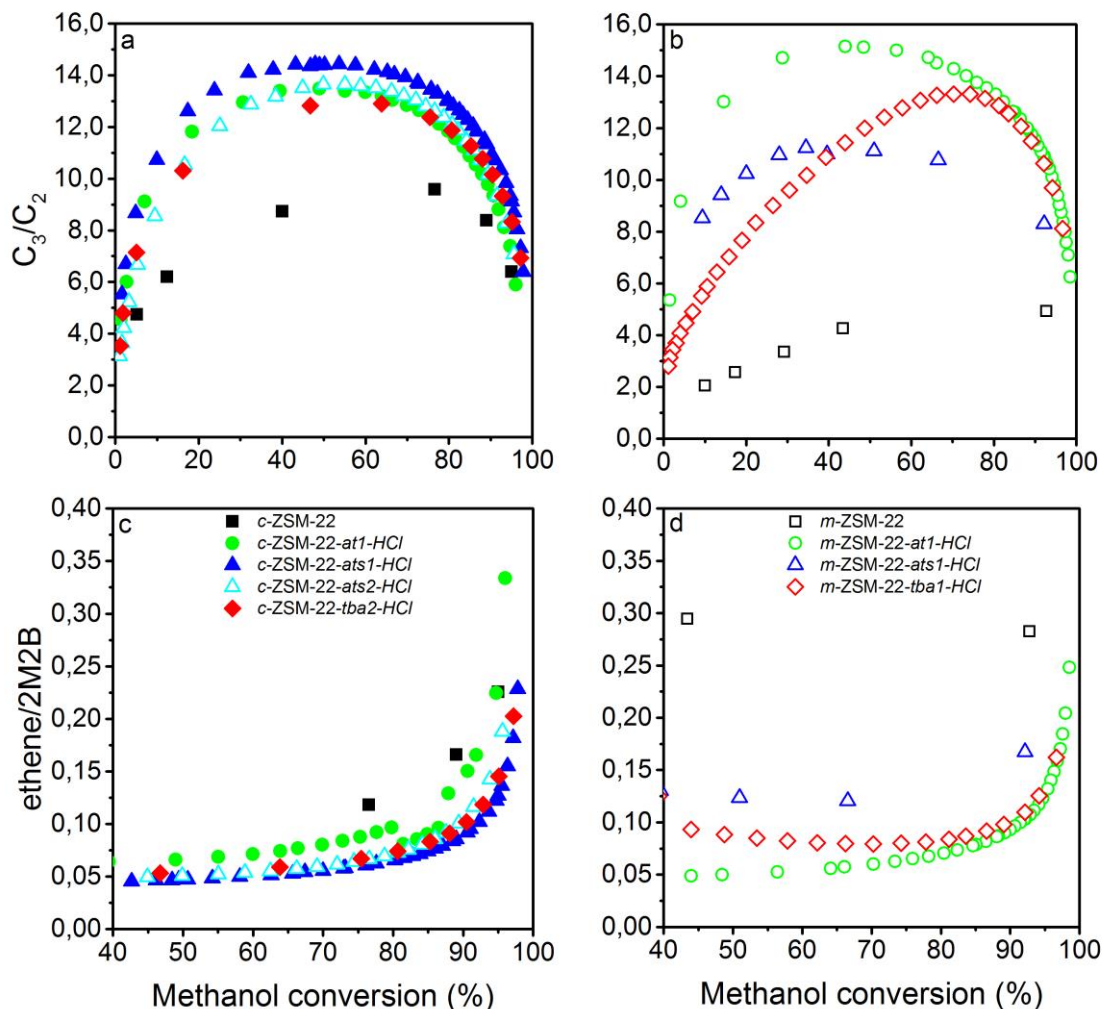 a
16,0
14,0
12,0
10,0
8,0
6,0
4,0
2,0
0,0
C₃/C₂
0 20 40 60 80 100
b
16,0
14,0
12,0
10,0
8,0
6,0
4,0
2,0
0,0
0 20 40 60 80 100
c
0,40
0,35
0,30
0,25
0,20
0,15
0,10
0,05
0,00
ethene/2M2B
c-ZSM-22
c-ZSM-22-at1-HCl
c-ZSM-22-ats1-HCl
c-ZSM-22-ats2-HCl
c-ZSM-22-tba2-HCl
40 50 60 70 80 90 100
Methanol conversion (%)
d
0,40
0,35
0,30
0,25
0,20
0,15
0,10
0,05
0,00
m-ZSM-22
m-ZSM-22-at1-HCl
m-ZSM-22-ats1-HCl
m-ZSM-22-tba1-HCl
40 50 60 70 80 90 100
Methanol conversion (%)